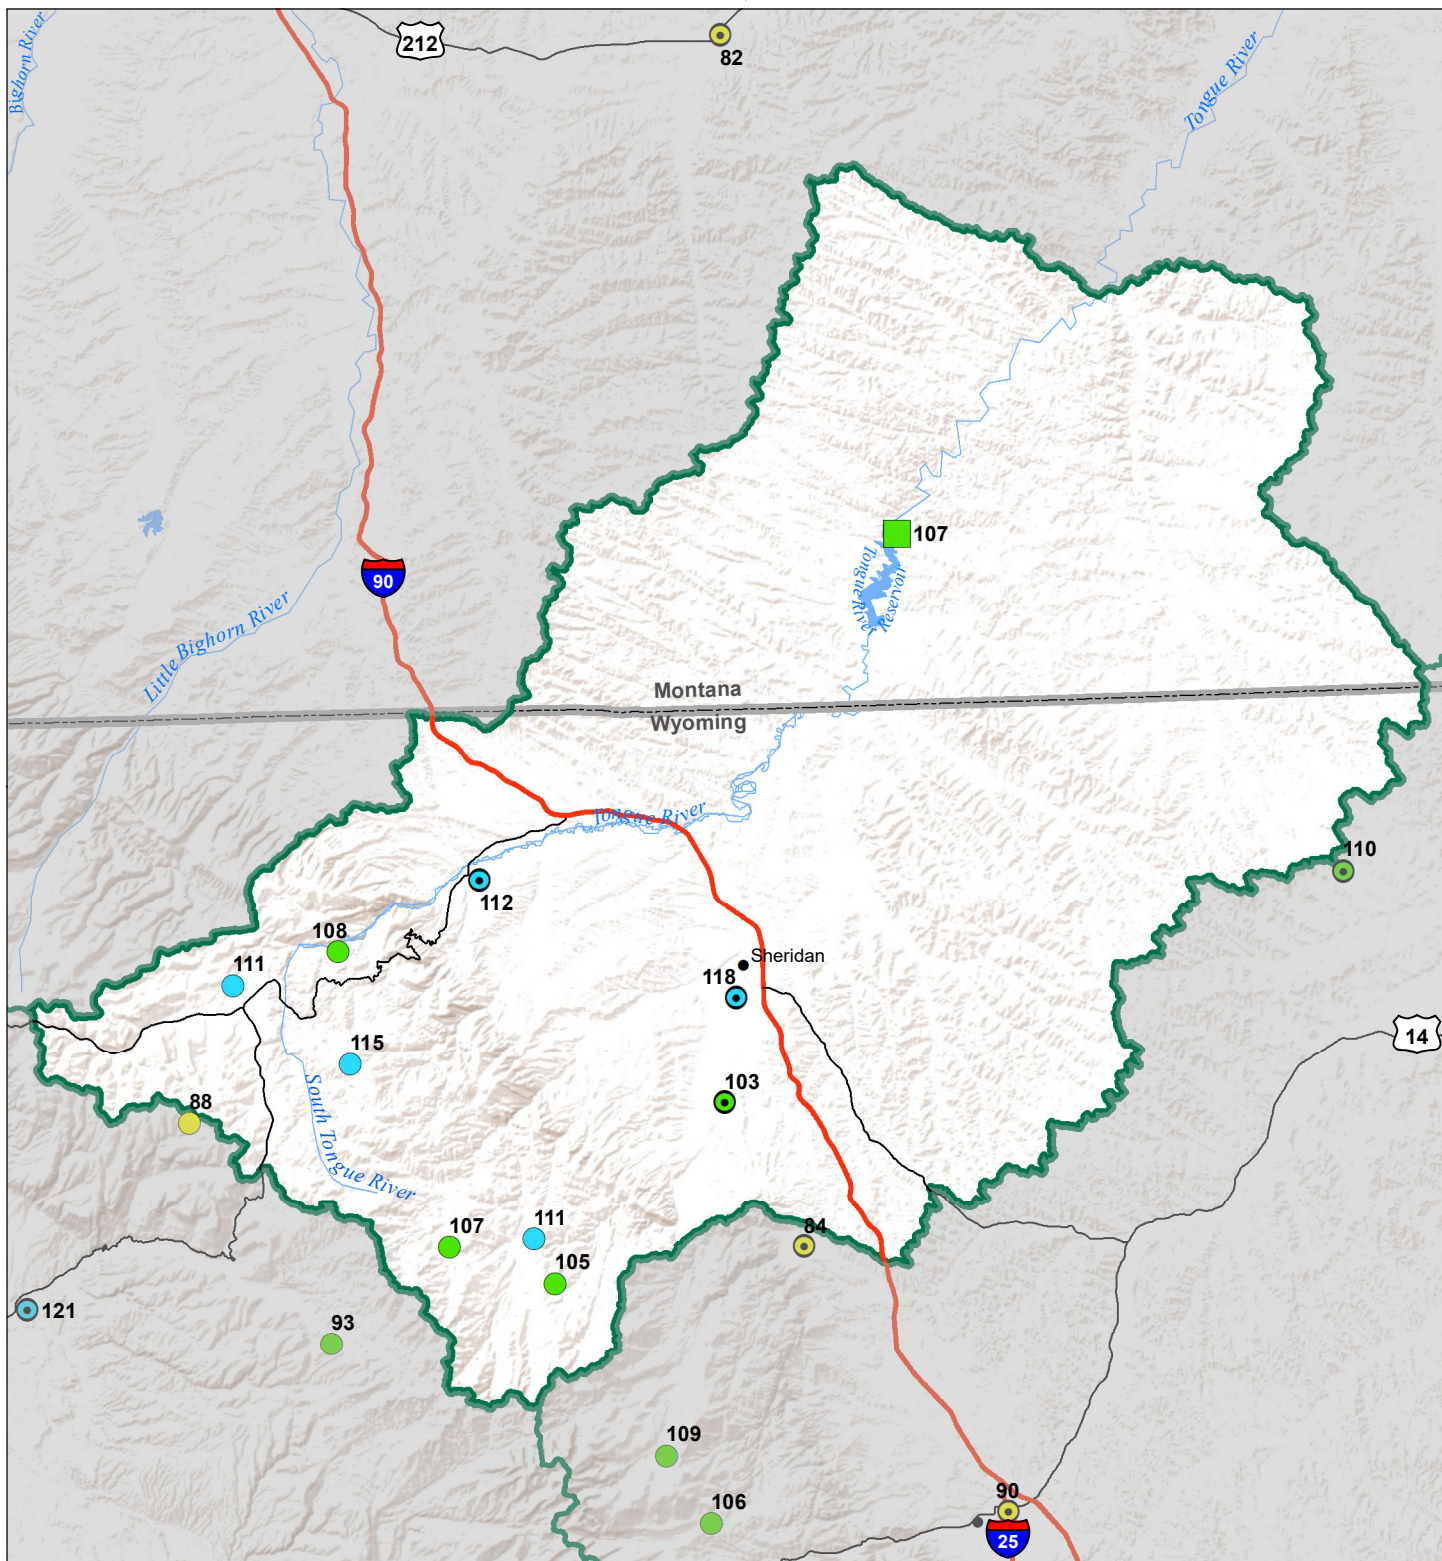 212
82
Bighorn River
Tongue River
107
Tongue River
Reservoir
90
Little Bighorn River
Montana
Wyoming
Tongue River
110
112
108
Sheridan
111
118
14
115
103
88
South Tongue River
111
84
107
105
121
93
109
90
106
25